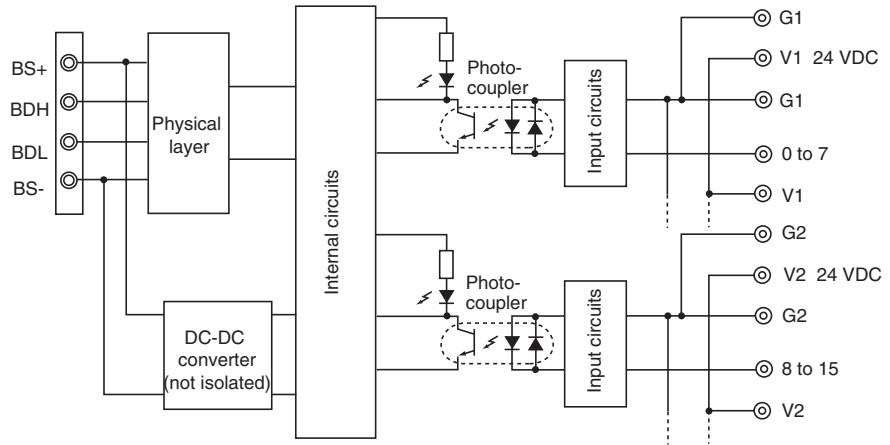 BS+
BDH
BDL
BS-
Physical
layer
DC-DC
converter
(not isolated)
Internal circuits
Photo-
coupler
Input circuits
G1
V1 24 VDC
G1
0 to 7
V1
Photo-
coupler
Input circuits
G2
V2 24 VDC
G2
8 to 15
V2